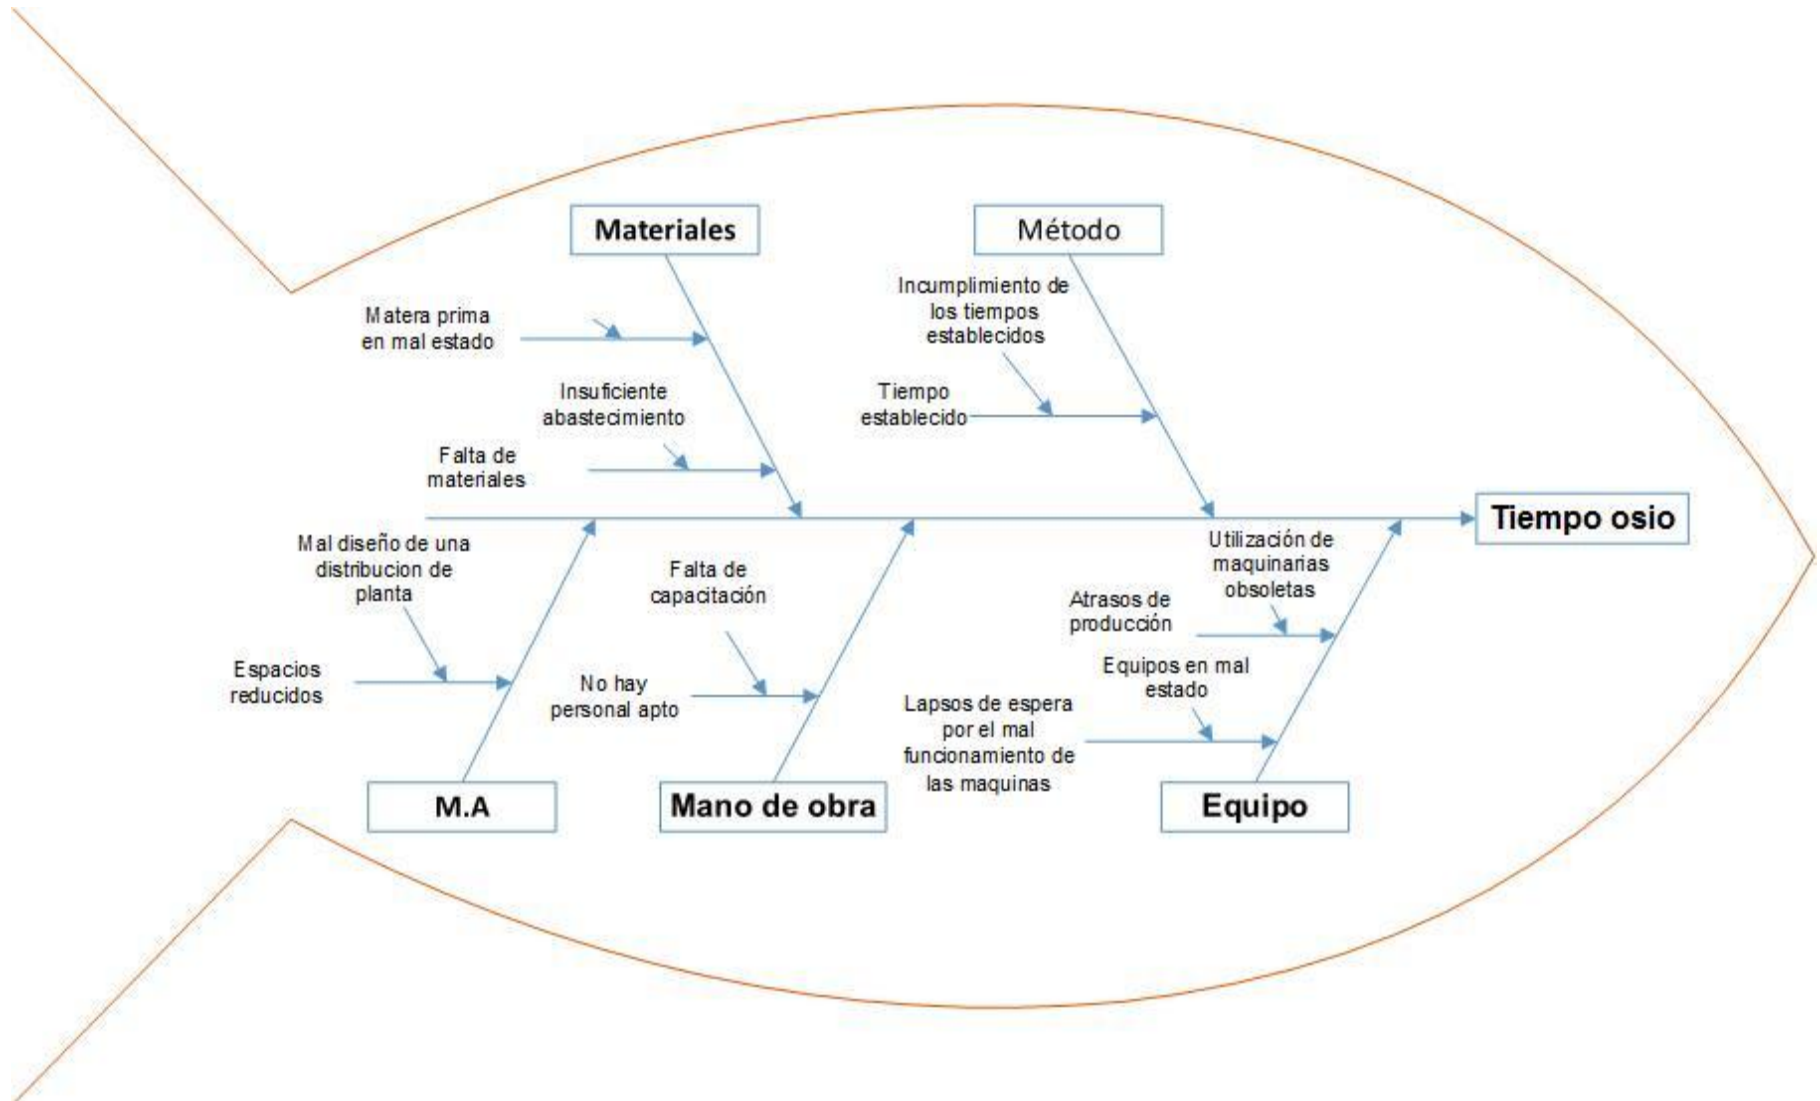 Materiales
Método
Matera prima
en mal estado
Incumplimiento de
los tiempos
establecidos
Insuficiente
abastecimiento
Tiempo
establecido
Falta de
materiales
Tiempo osio
Mal diseño de una
distribucion de
planta
Falta de
capacitación
Utilización de
maquinarias
obsoletas
Atrasos de
producción
Espacios
reducidos
No hay
personal apto
Equipos en mal
estado
Lapsos de espera
por el mal
funcionamiento de
las maquinas
M.A
Mano de obra
Equipo